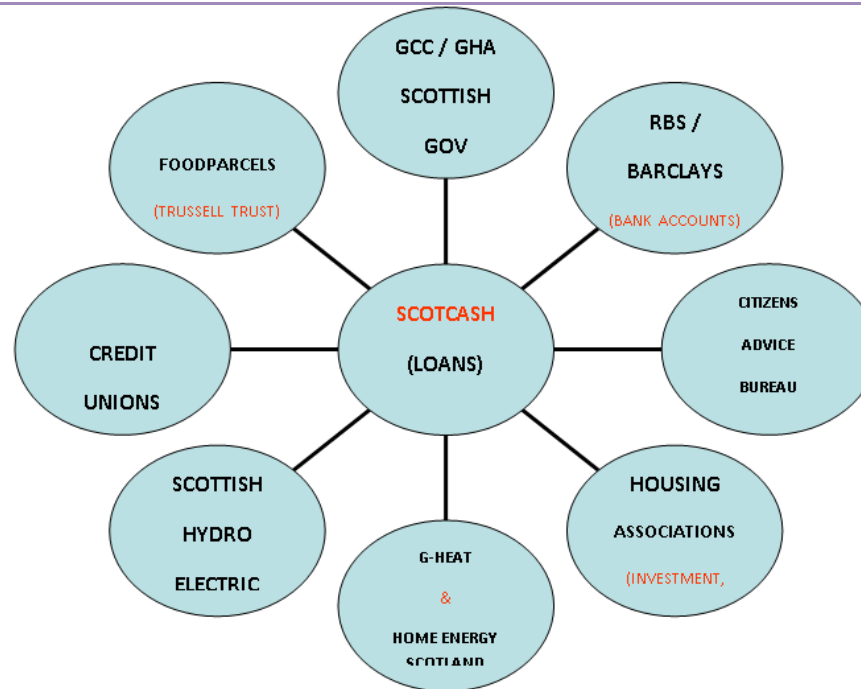 GCC / GHA
SCOTTISH
GOV
FOODPARCELS
(TRUSSELL TRUST)
RBS /
BARCLAYS
(BANK ACCOUNTS)
SCOTCASH
(LOANS)
CREDIT
UNIONS
CITIZENS
ADVICE
BUREAU
SCOTTISH
HYDRO
ELECTRIC
G-HEAT
&
HOME ENERGY
SCOTLAND
HOUSING
ASSOCIATIONS
(INVESTMENT,